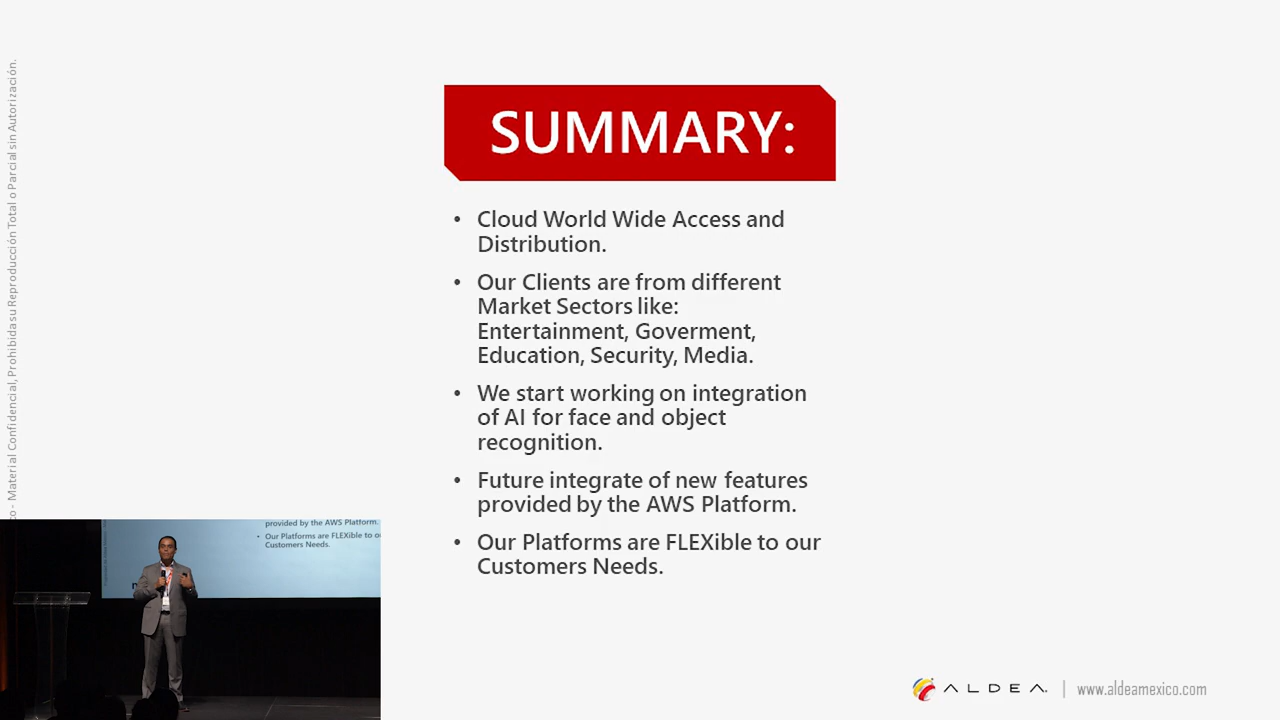 SUMMARY:
• Cloud World Wide Access and
Distribution.
• Our Clients are from different
Market Sectors like:
Entertainment, Goverment,
Education, Security, Media.
• We start working on integration
of AI for face and object
recognition.
• Future integrate of new features
provided by the AWS Platform.
• Our Platforms are FLEXible to our
Customers Needs.
- Material Confidencial, Prohibida su Reproducción Total o Parcial sin Autorización.
provided by the AWS Platform.
• Our Platforms are FLEXible to
Customers Needs.
ALDEA. | www.aldeamexico.com